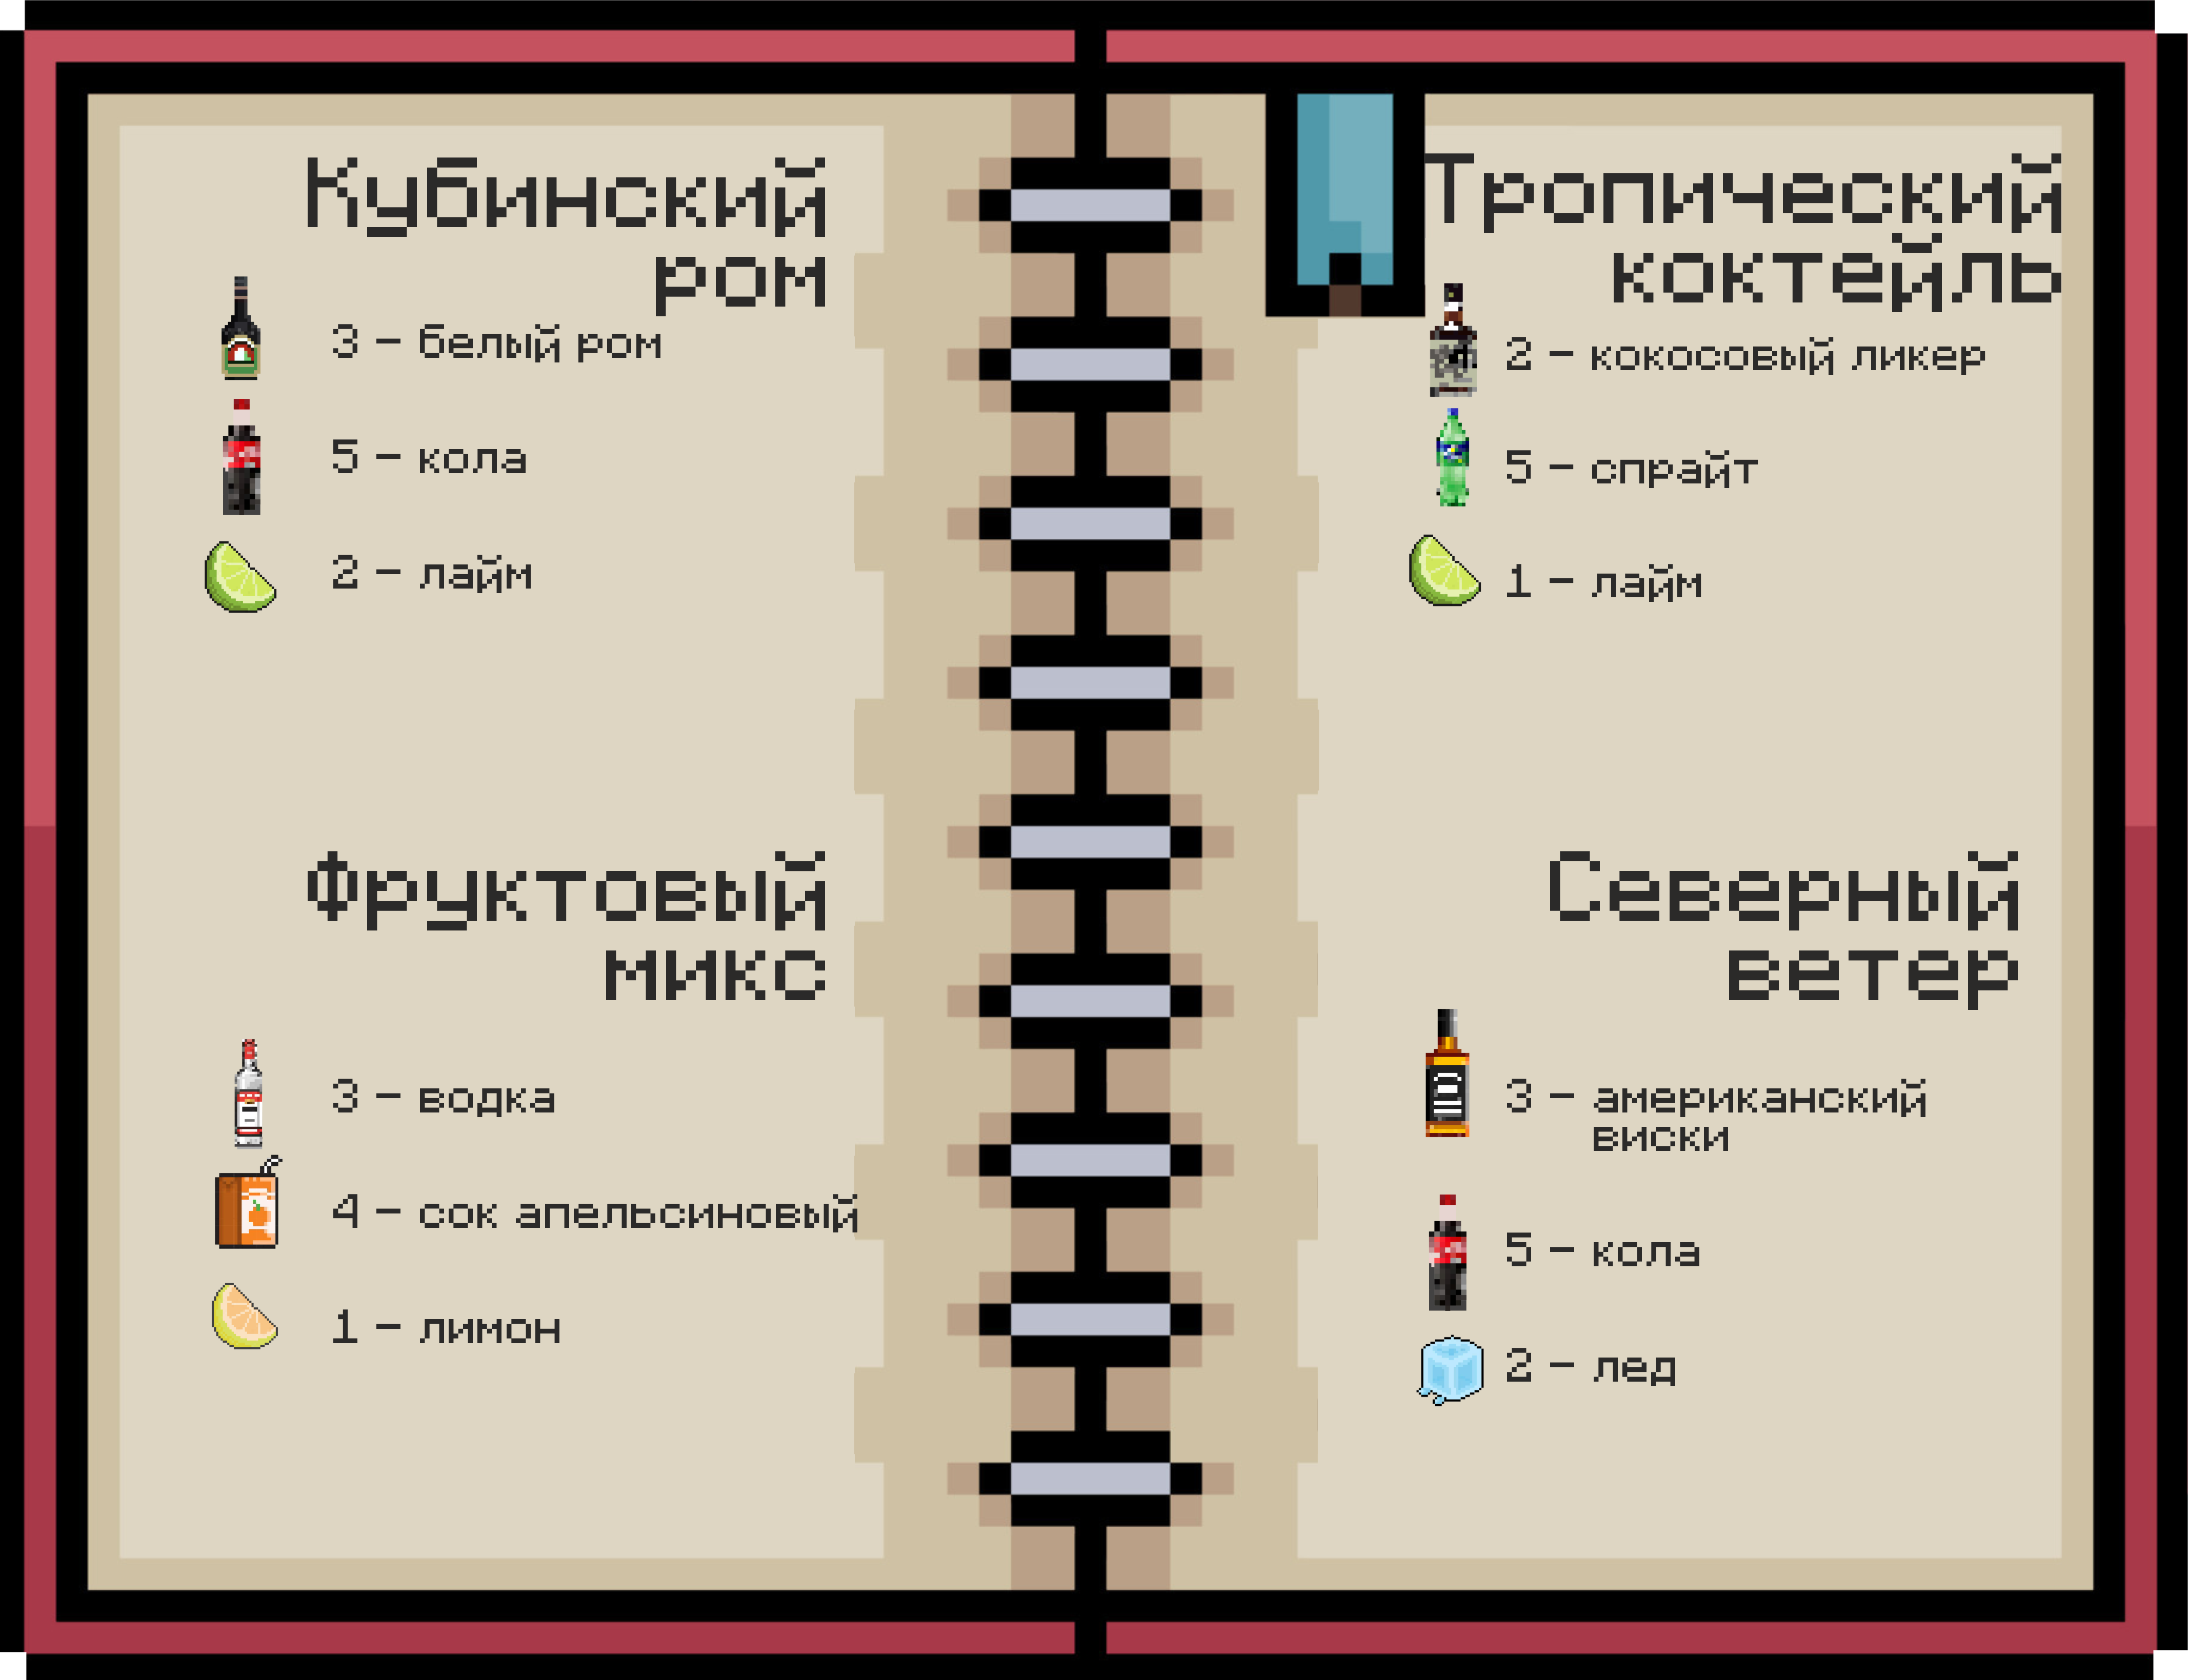 Кубинский
ром
3 – белый ром
5 – кола
2 – лайм
Фруктовый
микс
3 – водка
4 – сок апельсиновый
1 – лимон
Тропический
коктейль
2 – кокосовый ликер
5 – спрайт
1 – лайм
Северный
ветер
3 – американский
виски
5 – кола
2 – лед